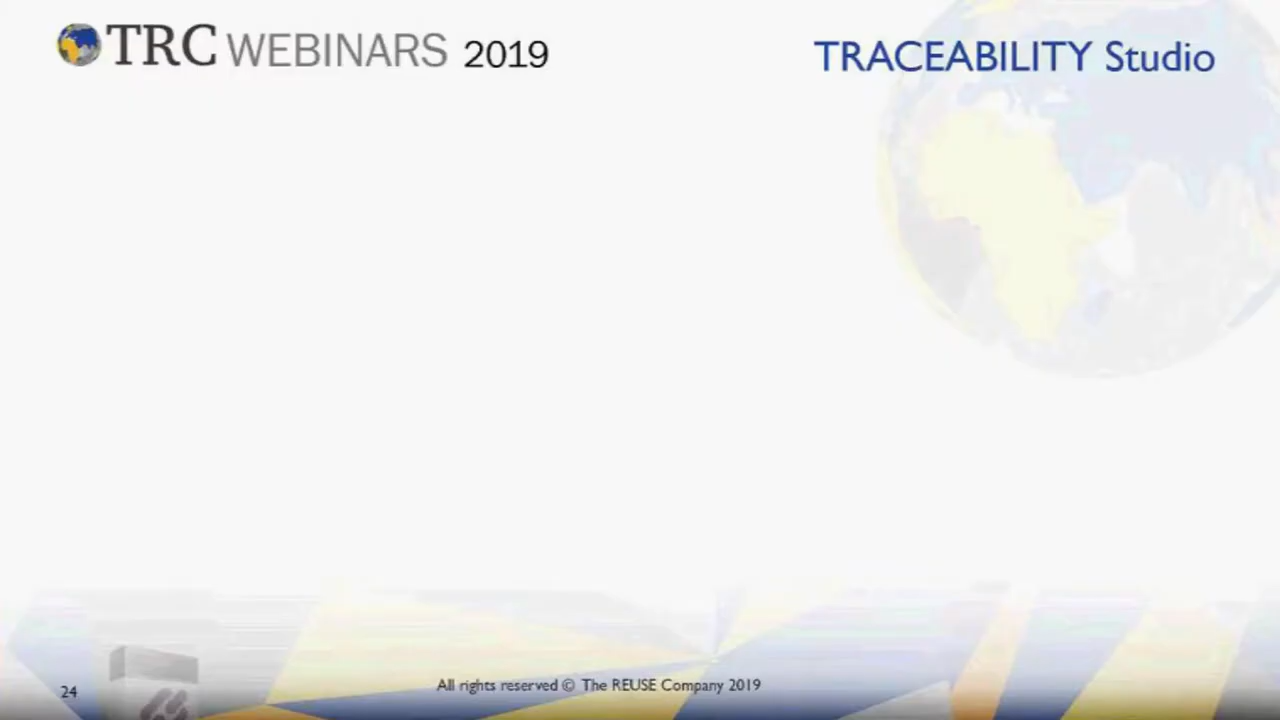 TRC WEBINARS 2019
TRACEABILITY Studio
24
All rights reserved © The REUSE Company 2019